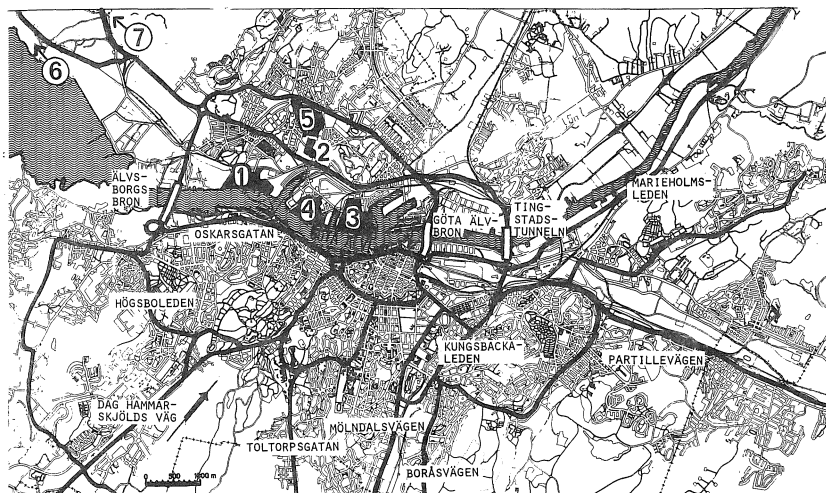 7
6
5
2
1
ÄLVS-
BORGS
BRON
4
3
OSKARSGATAN
GÖTA ÄLV-
BRON
TING-
STADS-
TUNNELN
MARIEHOLMS-
LEDEN
HÖGSBOLEDEN
KUNGSBACKA-
LEDEN
PARTILLEVÄGEN
DAG HAMMAR-
SKJÖLDS VÄG
MÖLNDALSVÄGEN
TOLTORPSGATAN
BORÅSVÄGEN
0 500 1000 m